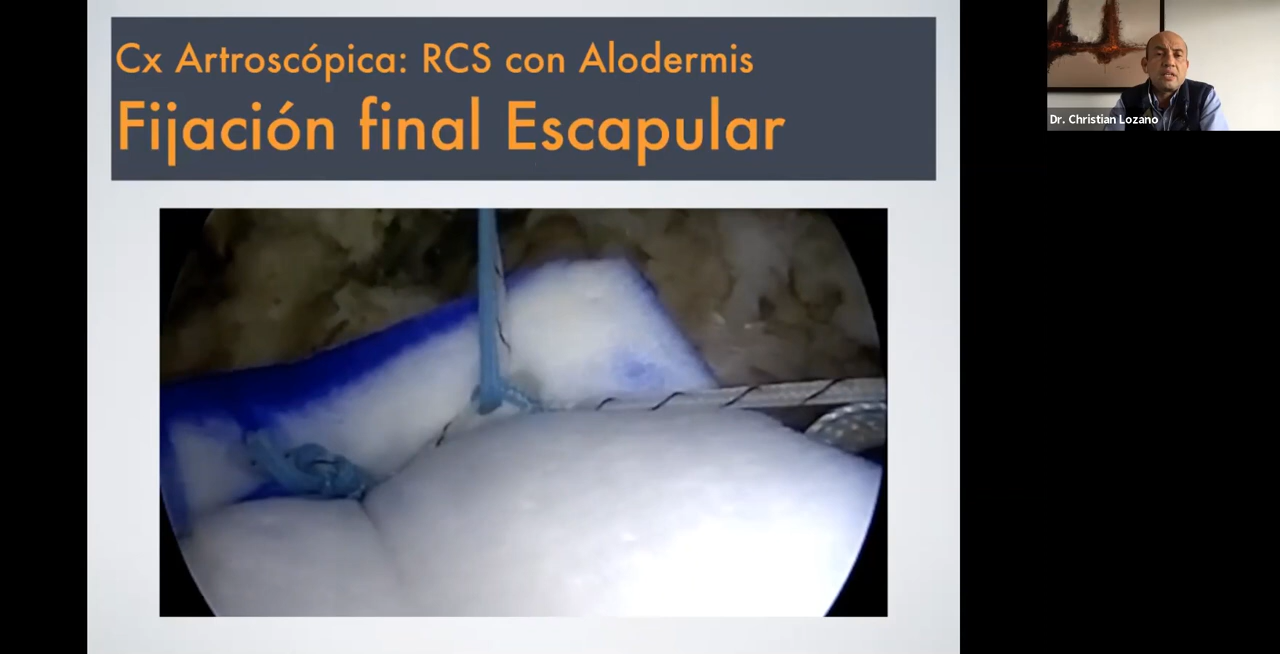 Cx Artroscópica: RCS con Alodermis
Fijación final Escapular
Dr. Christian Lozano